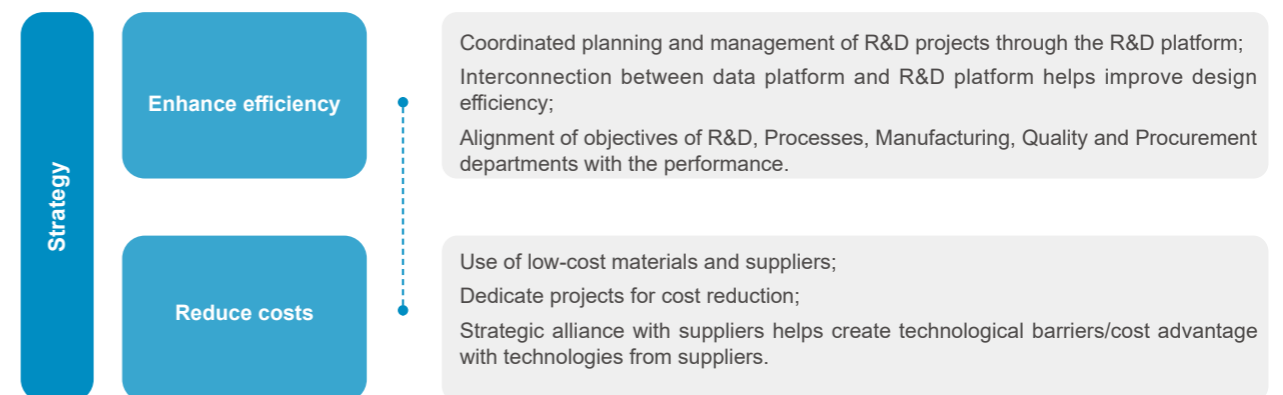 Strategy
Enhance efficiency
Coordinated planning and management of R&D projects through the R&D platform;
Interconnection between data platform and R&D platform helps improve design
efficiency;
Alignment of objectives of R&D, Processes, Manufacturing, Quality and Procurement
departments with the performance.
Reduce costs
Use of low-cost materials and suppliers;
Dedicate projects for cost reduction;
Strategic alliance with suppliers helps create technological barriers/cost advantage
with technologies from suppliers.